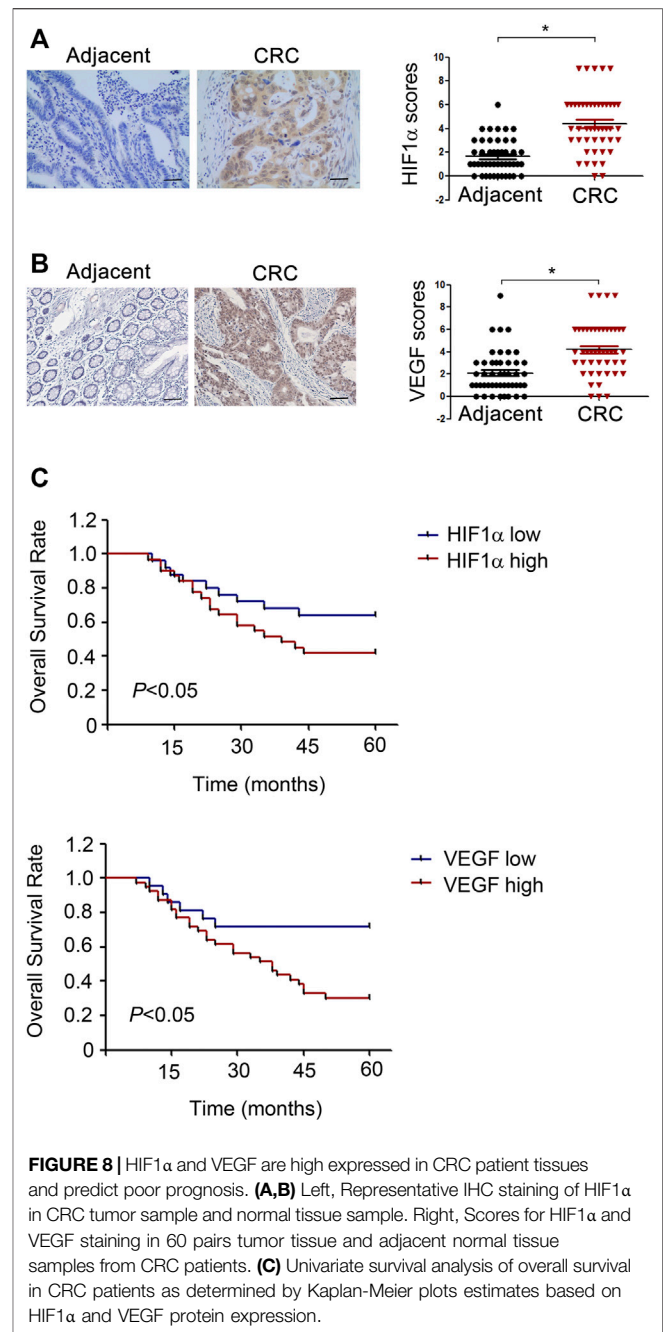 A
Adjacent
CRC
*
HIF1α scores
10
8
6
4
2
0
-2
Adjacent
CRC
B
Adjacent
CRC
*
VEGF scores
10
8
6
4
2
0
-2
Adjacent
CRC
C
Overall Survival Rate
1.2
1.0
0.8
0.6
0.4
0.2
0
15
30
45
60
Time (months)
P<0.05
HIF1α low
HIF1α high
Overall Survival Rate
1.2
1.0
0.8
0.6
0.4
0.2
0
15
30
45
60
Time (months)
P<0.05
VEGF low
VEGF high
FIGURE 8 | HIF1α and VEGF are high expressed in CRC patient tissues
and predict poor prognosis. (A,B) Left, Representative IHC staining of HIF1α
in CRC tumor sample and normal tissue sample. Right, Scores for HIF1α and
VEGF staining in 60 pairs tumor tissue and adjacent normal tissue
samples from CRC patients. (C) Univariate survival analysis of overall survival
in CRC patients as determined by Kaplan-Meier plots estimates based on
HIF1α and VEGF protein expression.